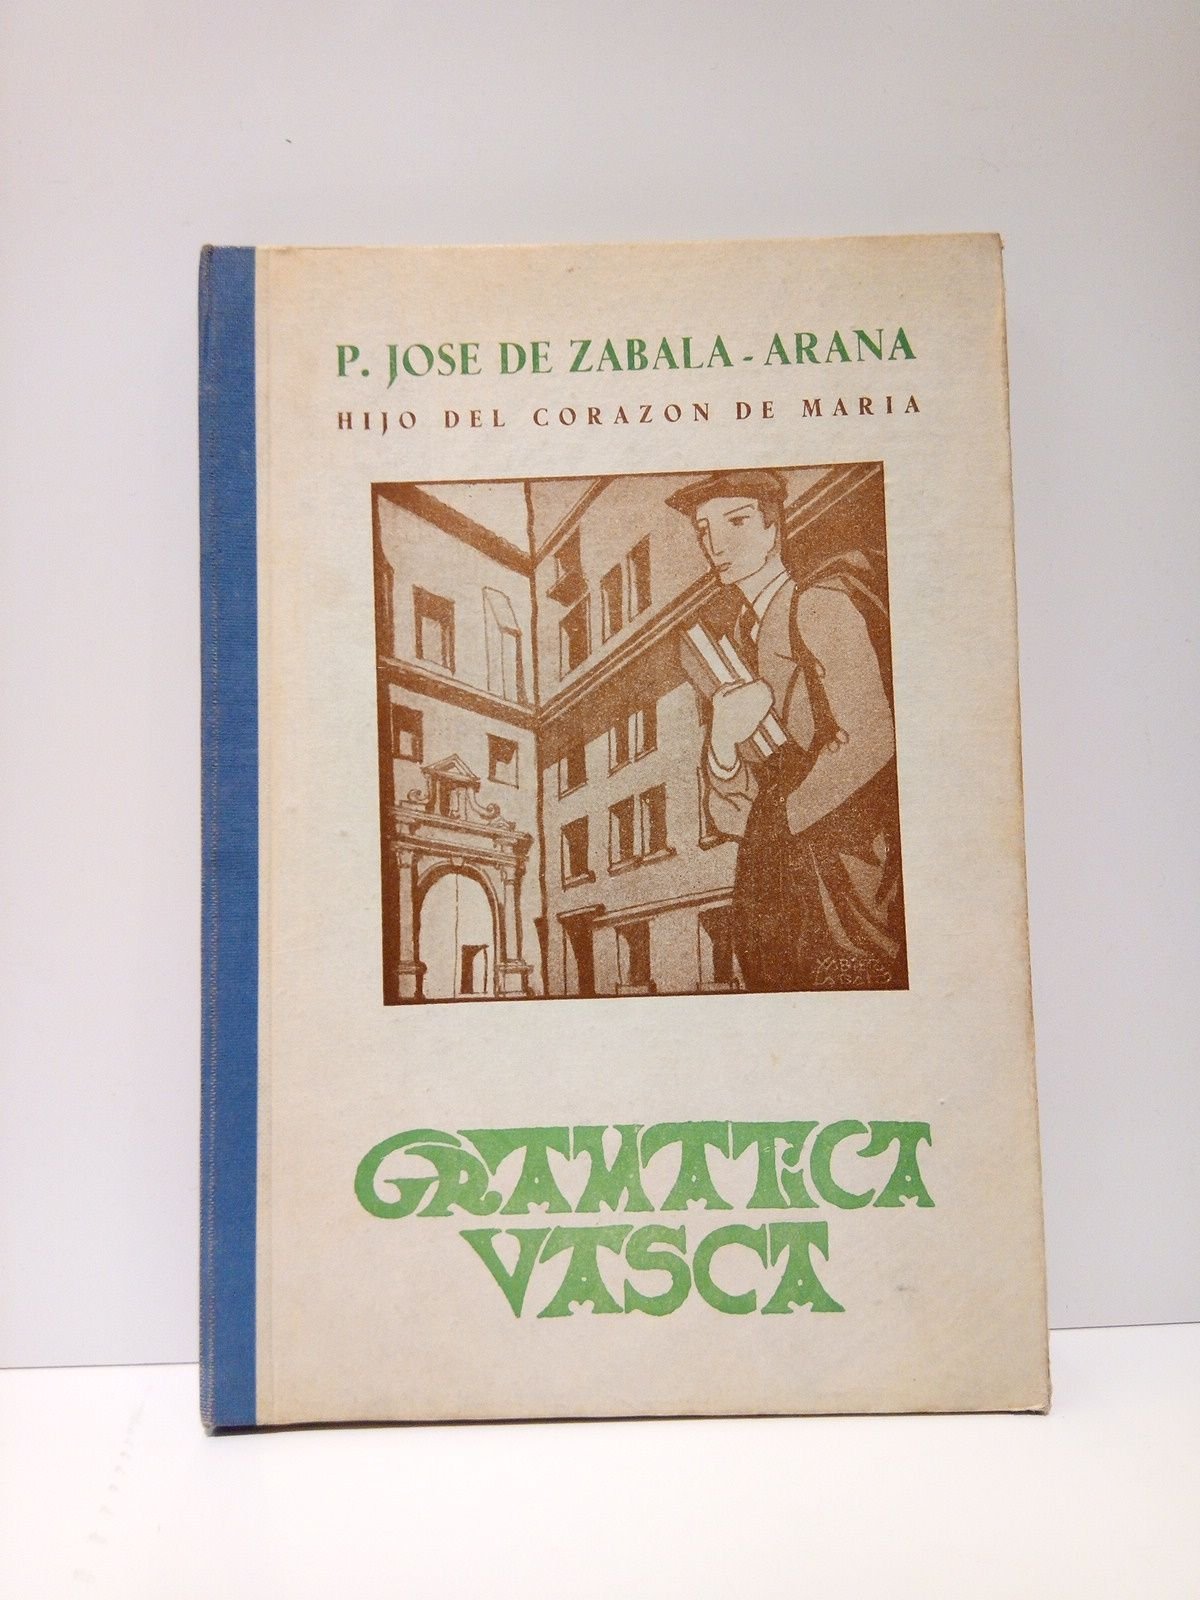 P. JOSE DE ZABALA - ARANA
HIJO DEL CORAZON DE MARIA
GRAMATiCA
VASCA